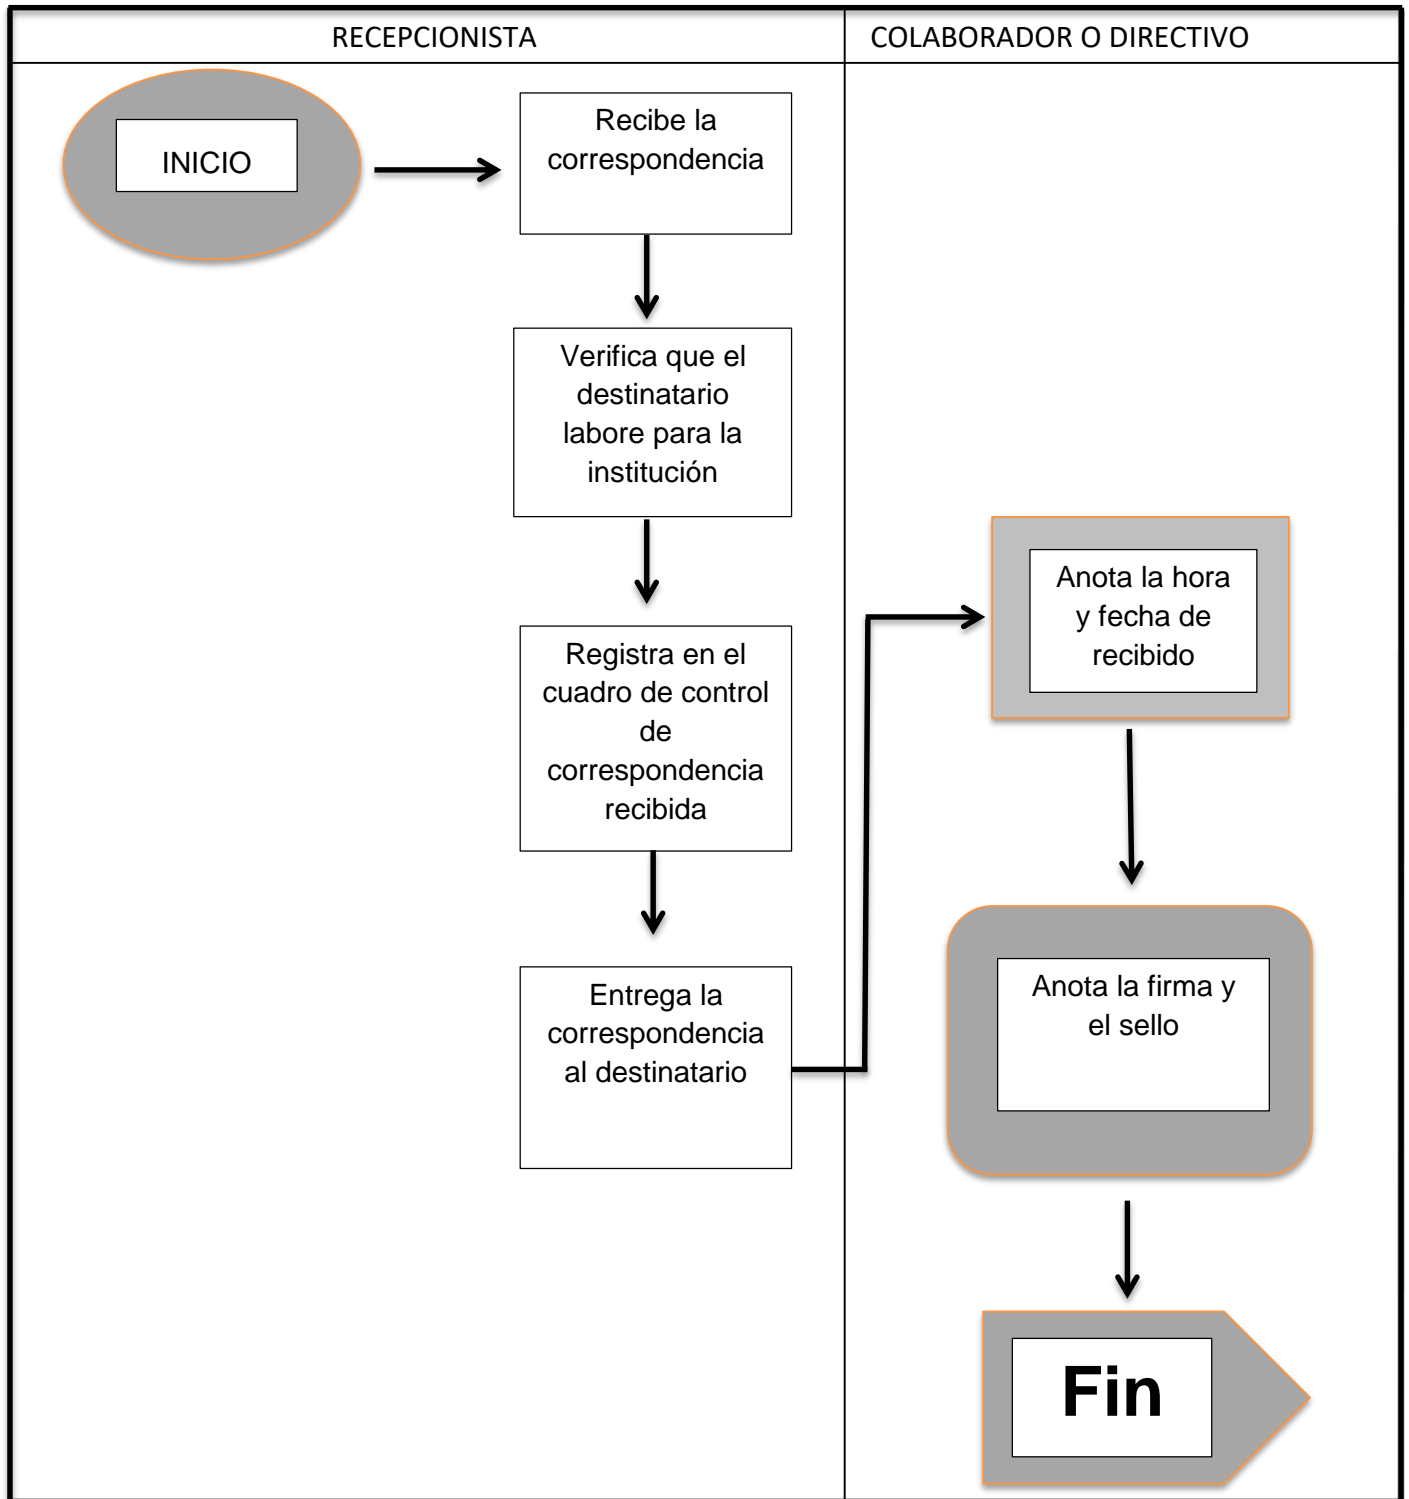 RECEPCIONISTA
COLABORADOR O DIRECTIVO
INICIO
Recibe la
correspondencia
Verifica que el
destinatario
labore para la
institución
Registra en el
cuadro de control
de
correspondencia
recibida
Entrega la
correspondencia
al destinatario
Anota la hora
y fecha de
recibido
Anota la firma y
el sello
Fin